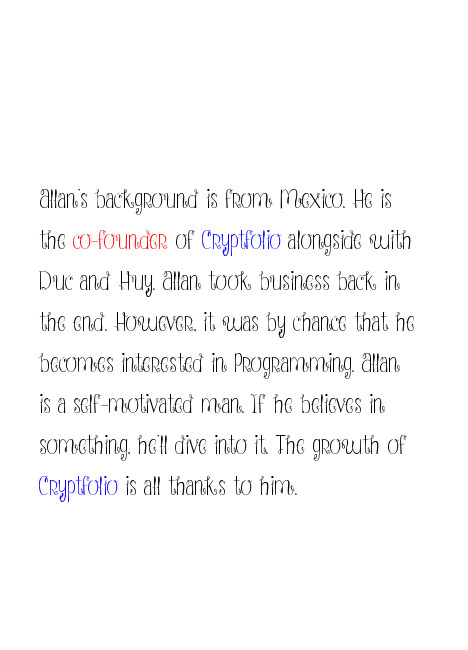 Allan's background is from Mexico. He is
the co-founder of Cryptfolio alongside with
Duc and Huy. Allan took business back in
the end. However, it was by chance that he
becomes interested in Programming. Allan
is a self-motivated man. If he believes in
something, he'll dive into it. The growth of
Cryptfolio is all thanks to him.